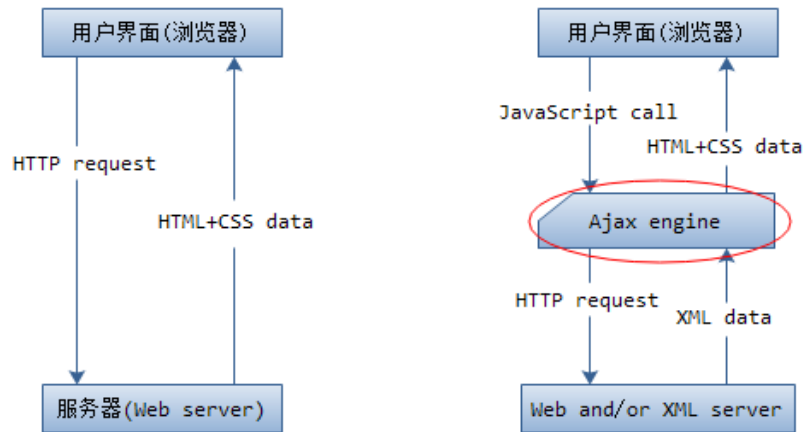 用户界面(浏览器)
HTTP request
HTML+CSS data
服务器(Web server)
用户界面(浏览器)
JavaScript call
HTML+CSS data
Ajax engine
HTTP request
XML data
Web and/or XML server